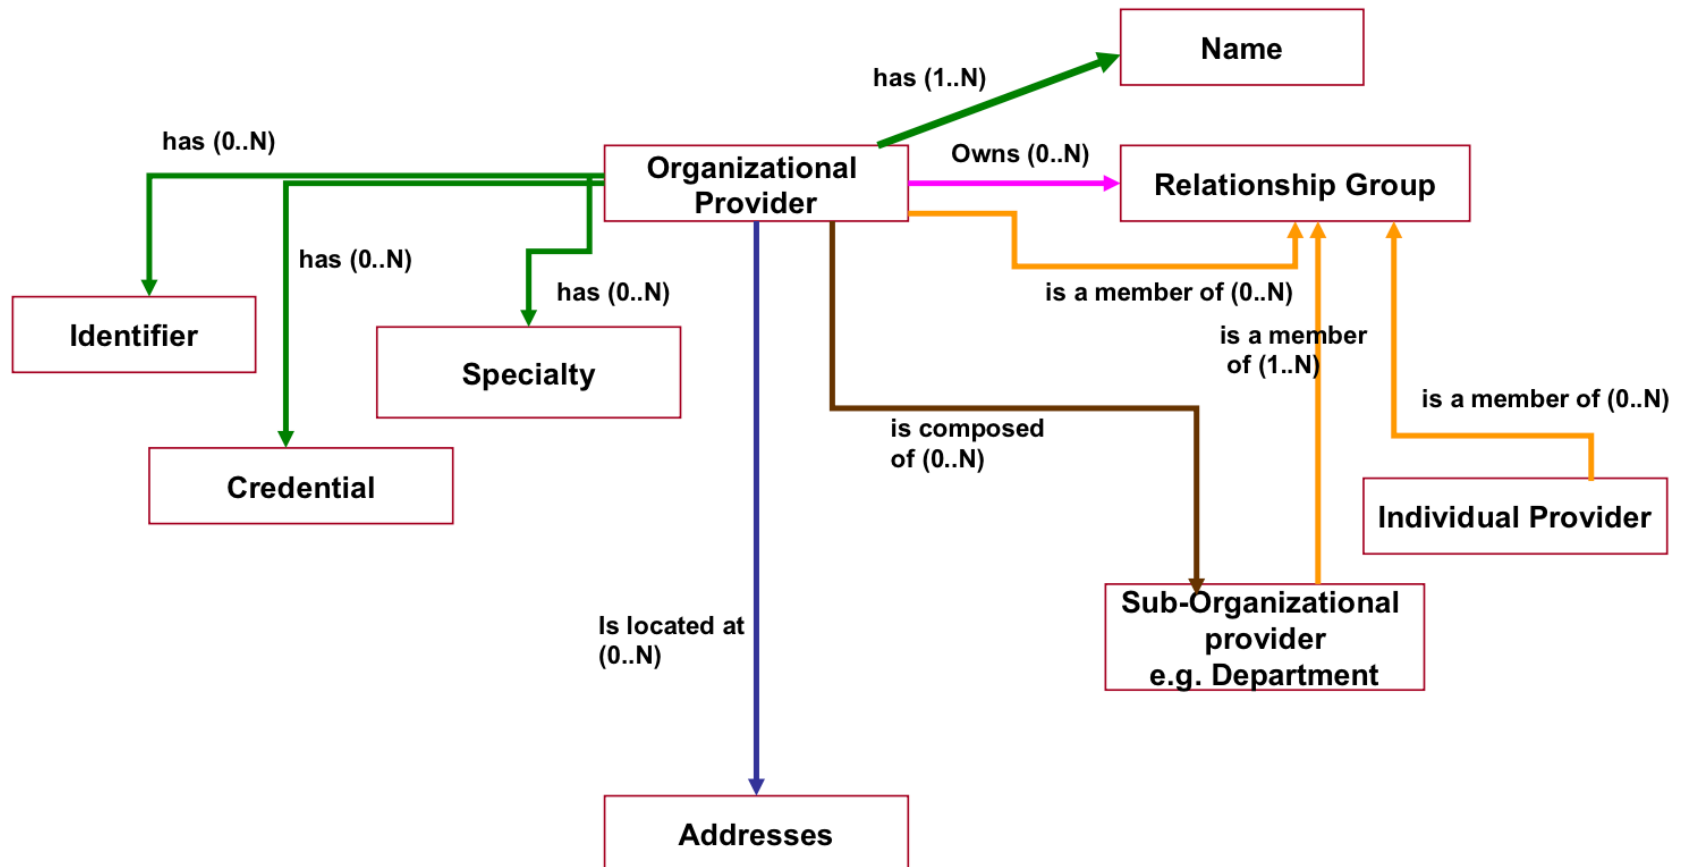 Name
has (1..N)
has (0..N)
Organizational
Provider
Owns (0..N)
Relationship Group
has (0..N)
has (0..N)
is a member of (0..N)
Identifier
is a member
of (1..N)
Specialty
is a member of (0..N)
is composed
of (0..N)
Credential
Individual Provider
Sub-Organizational
provider
e.g. Department
Is located at
(0..N)
Addresses